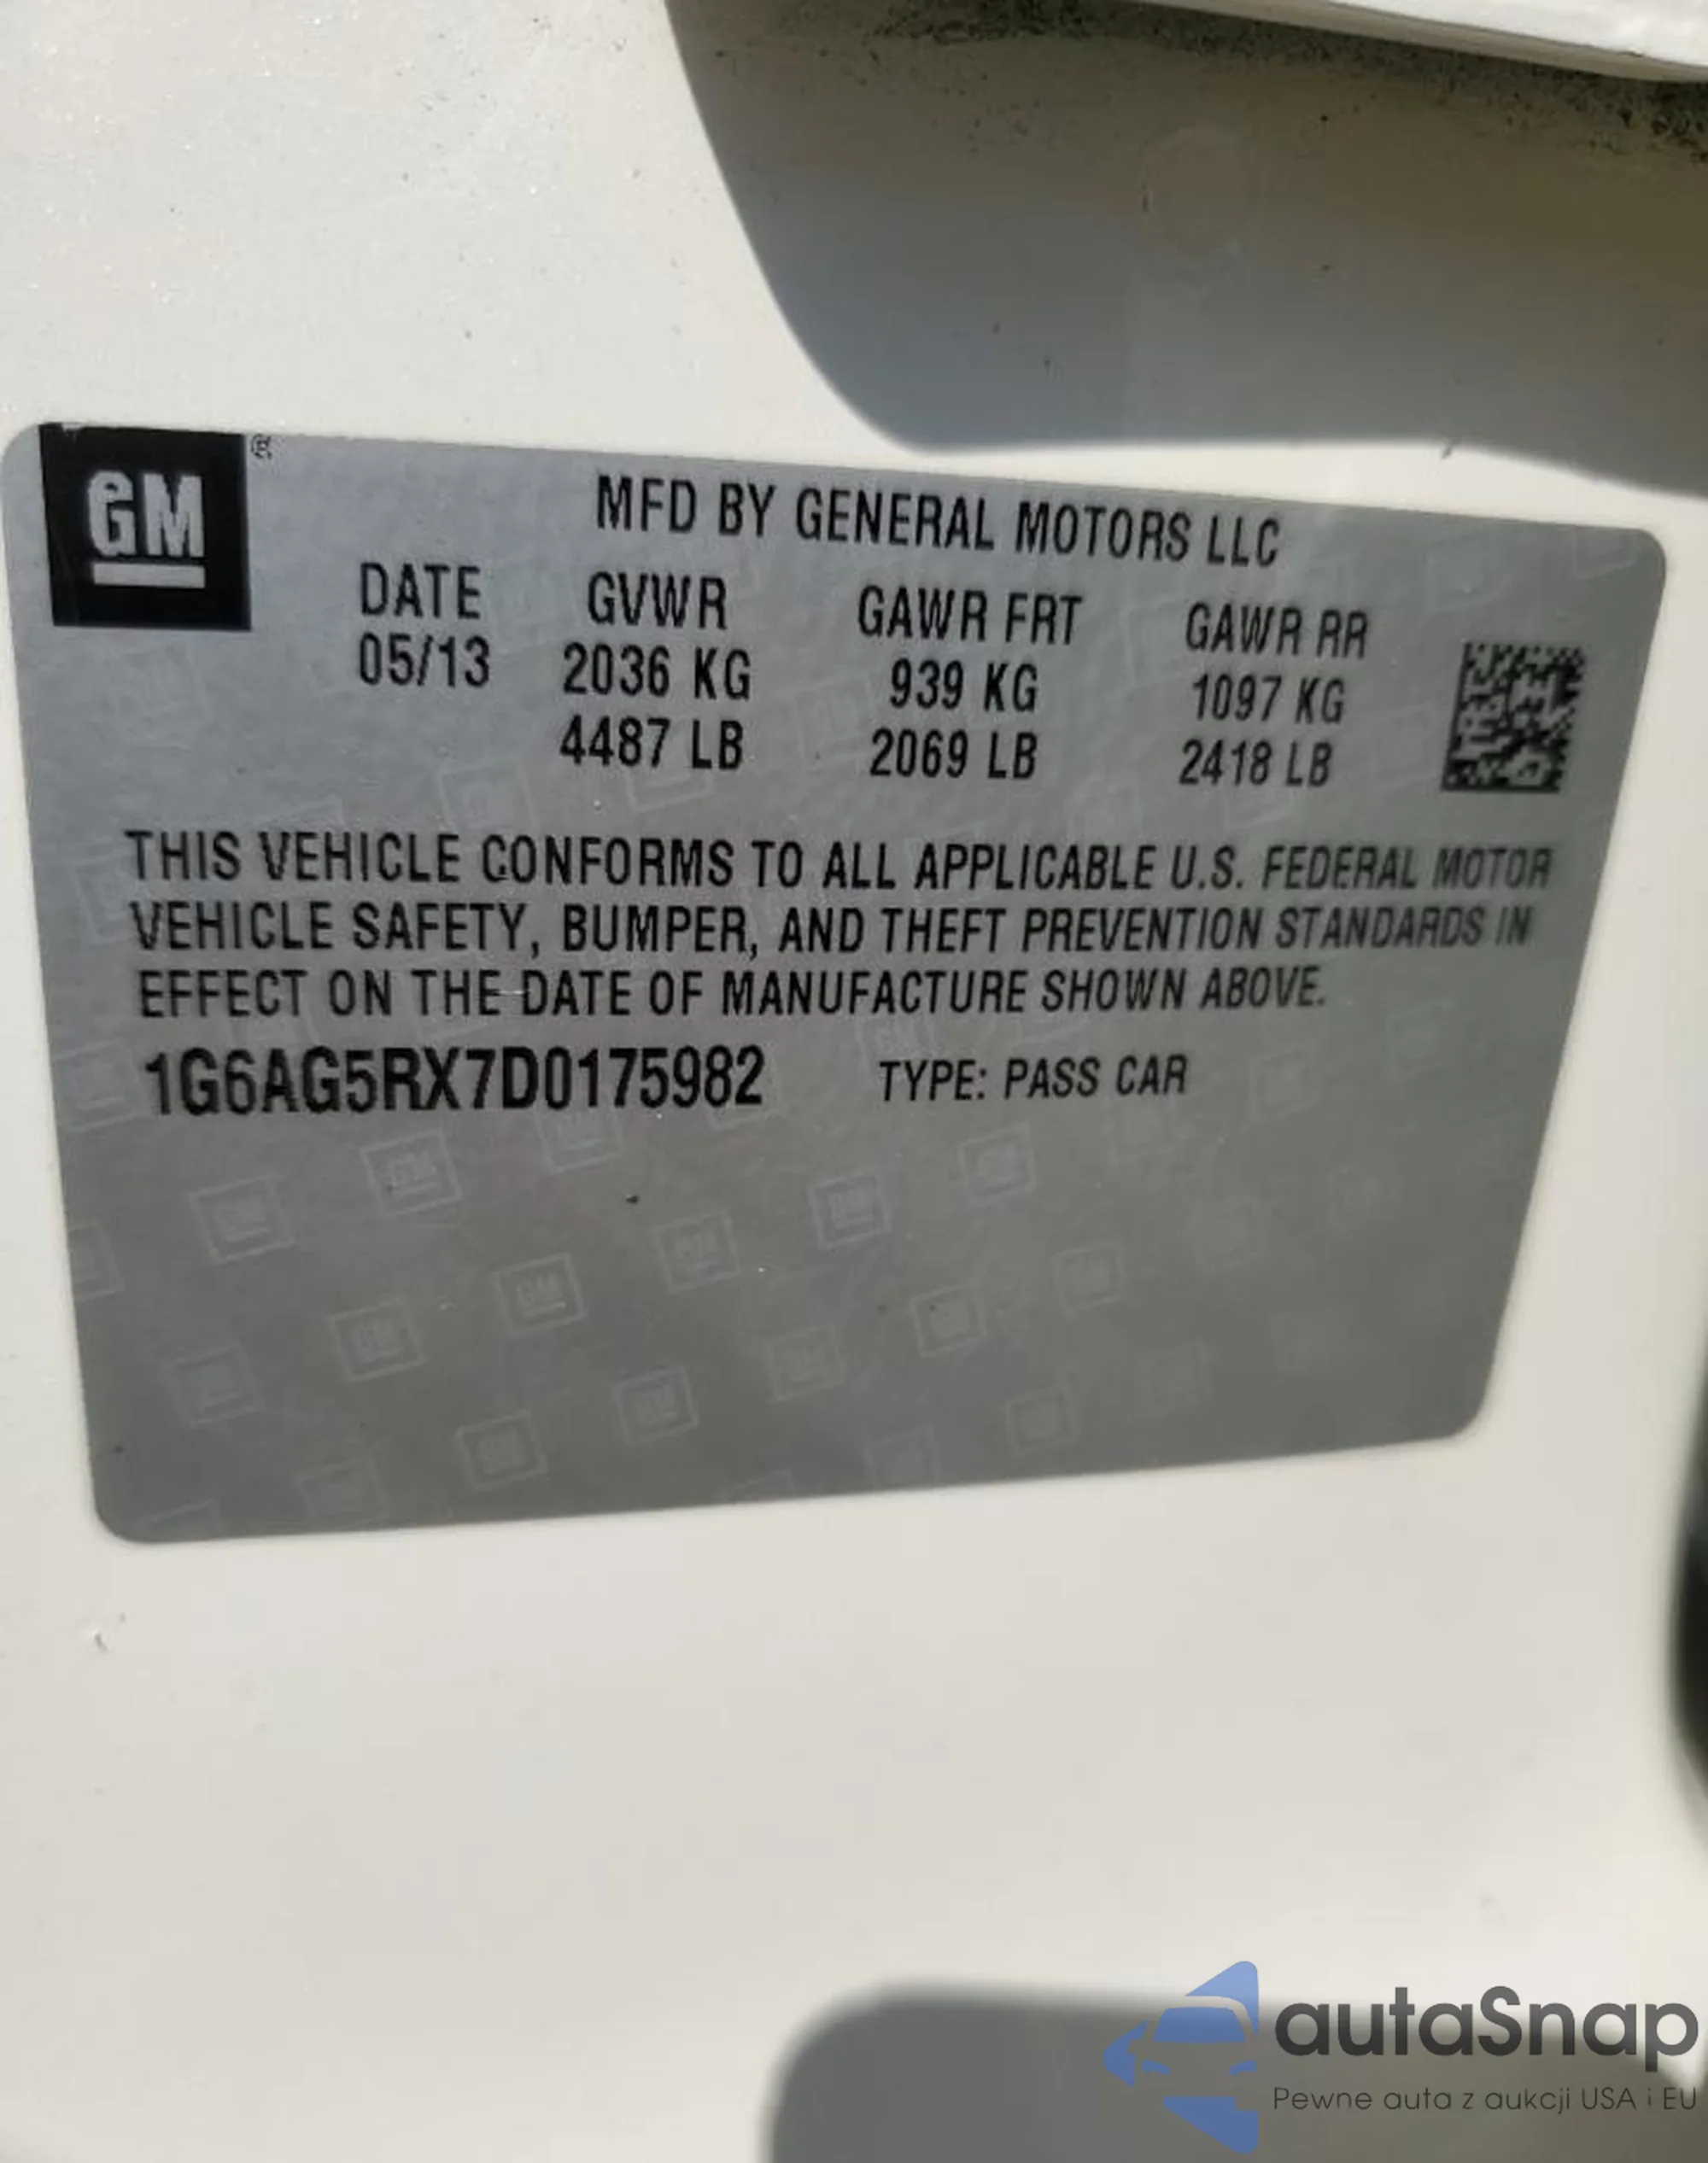 GM ®
MFD BY GENERAL MOTORS LLC
DATE GVWR GAWR FRT GAWR RR
05/13 2036 KG 939 KG 1097 KG
4487 LB 2069 LB 2418 LB
THIS VEHICLE CONFORMS TO ALL APPLICABLE U.S. FEDERAL MOTOR
VEHICLE SAFETY, BUMPER, AND THEFT PREVENTION STANDARDS IN
EFFECT ON THE DATE OF MANUFACTURE SHOWN ABOVE.
1G6AG5RX7D0175982 TYPE: PASS CAR
autaSnap
Pewne auta z aukcji USA i EU